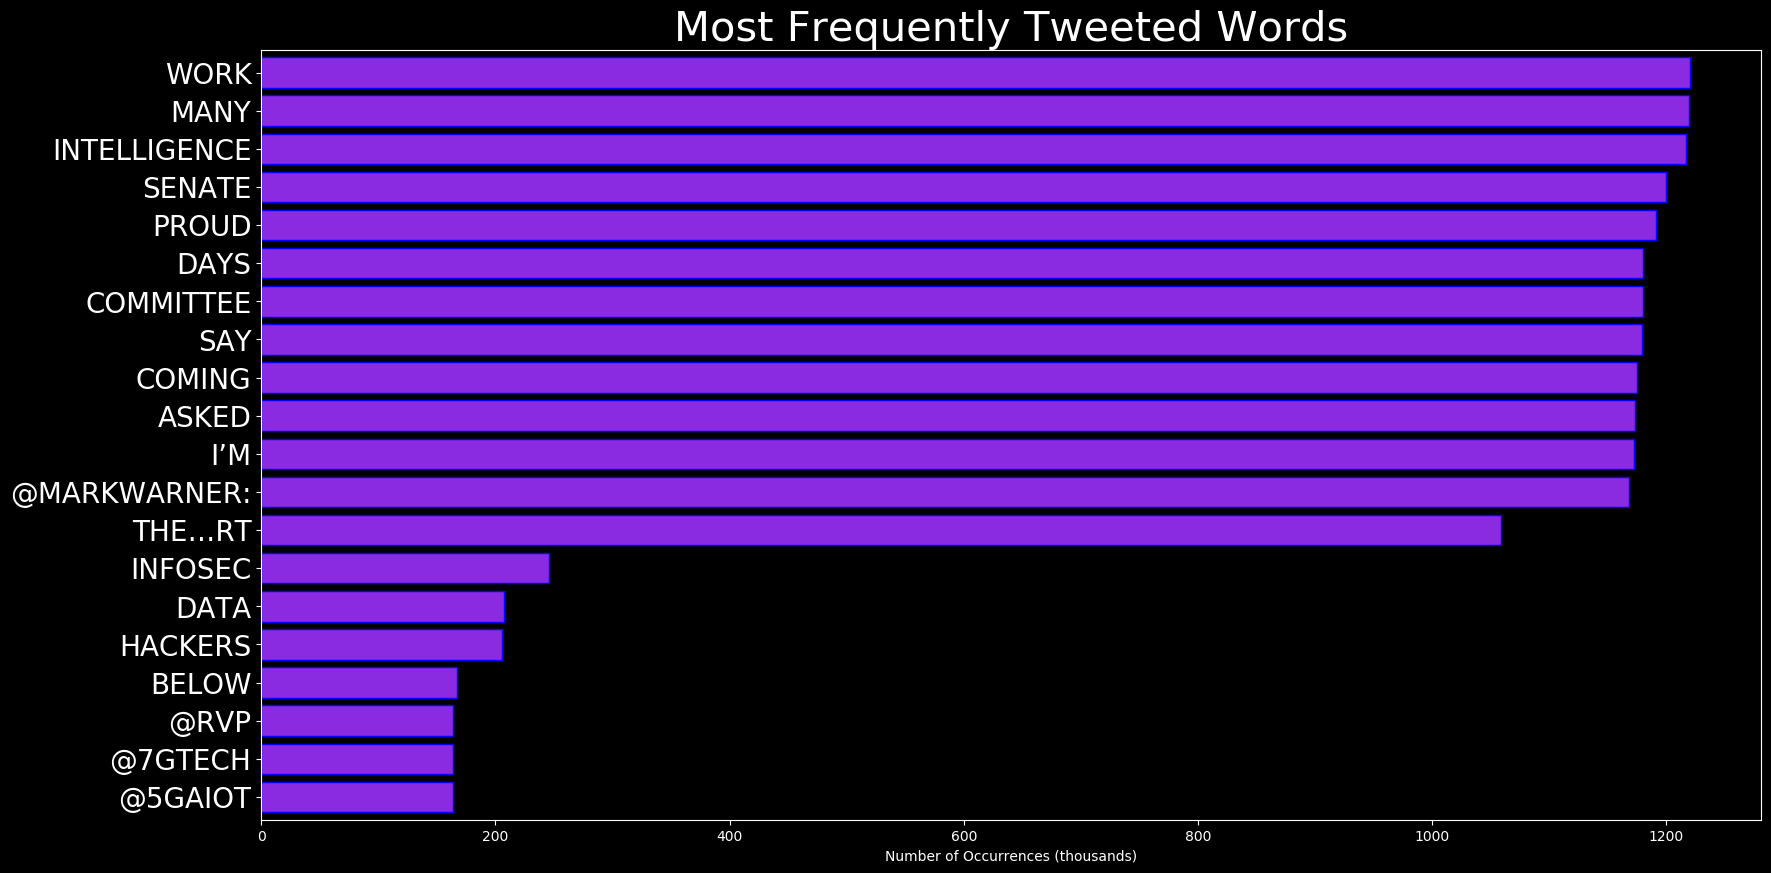 Most Frequently Tweeted Words
WORK
MANY
INTELLIGENCE
SENATE
PROUD
DAYS
COMMITTEE
SAY
COMING
ASKED
I’M
@MARKWARNER:
THE…RT
INFOSEC
DATA
HACKERS
BELOW
@RVP
@7GTECH
@5GAIOT
0 200 400 600 800 1000 1200
Number of Occurrences (thousands)